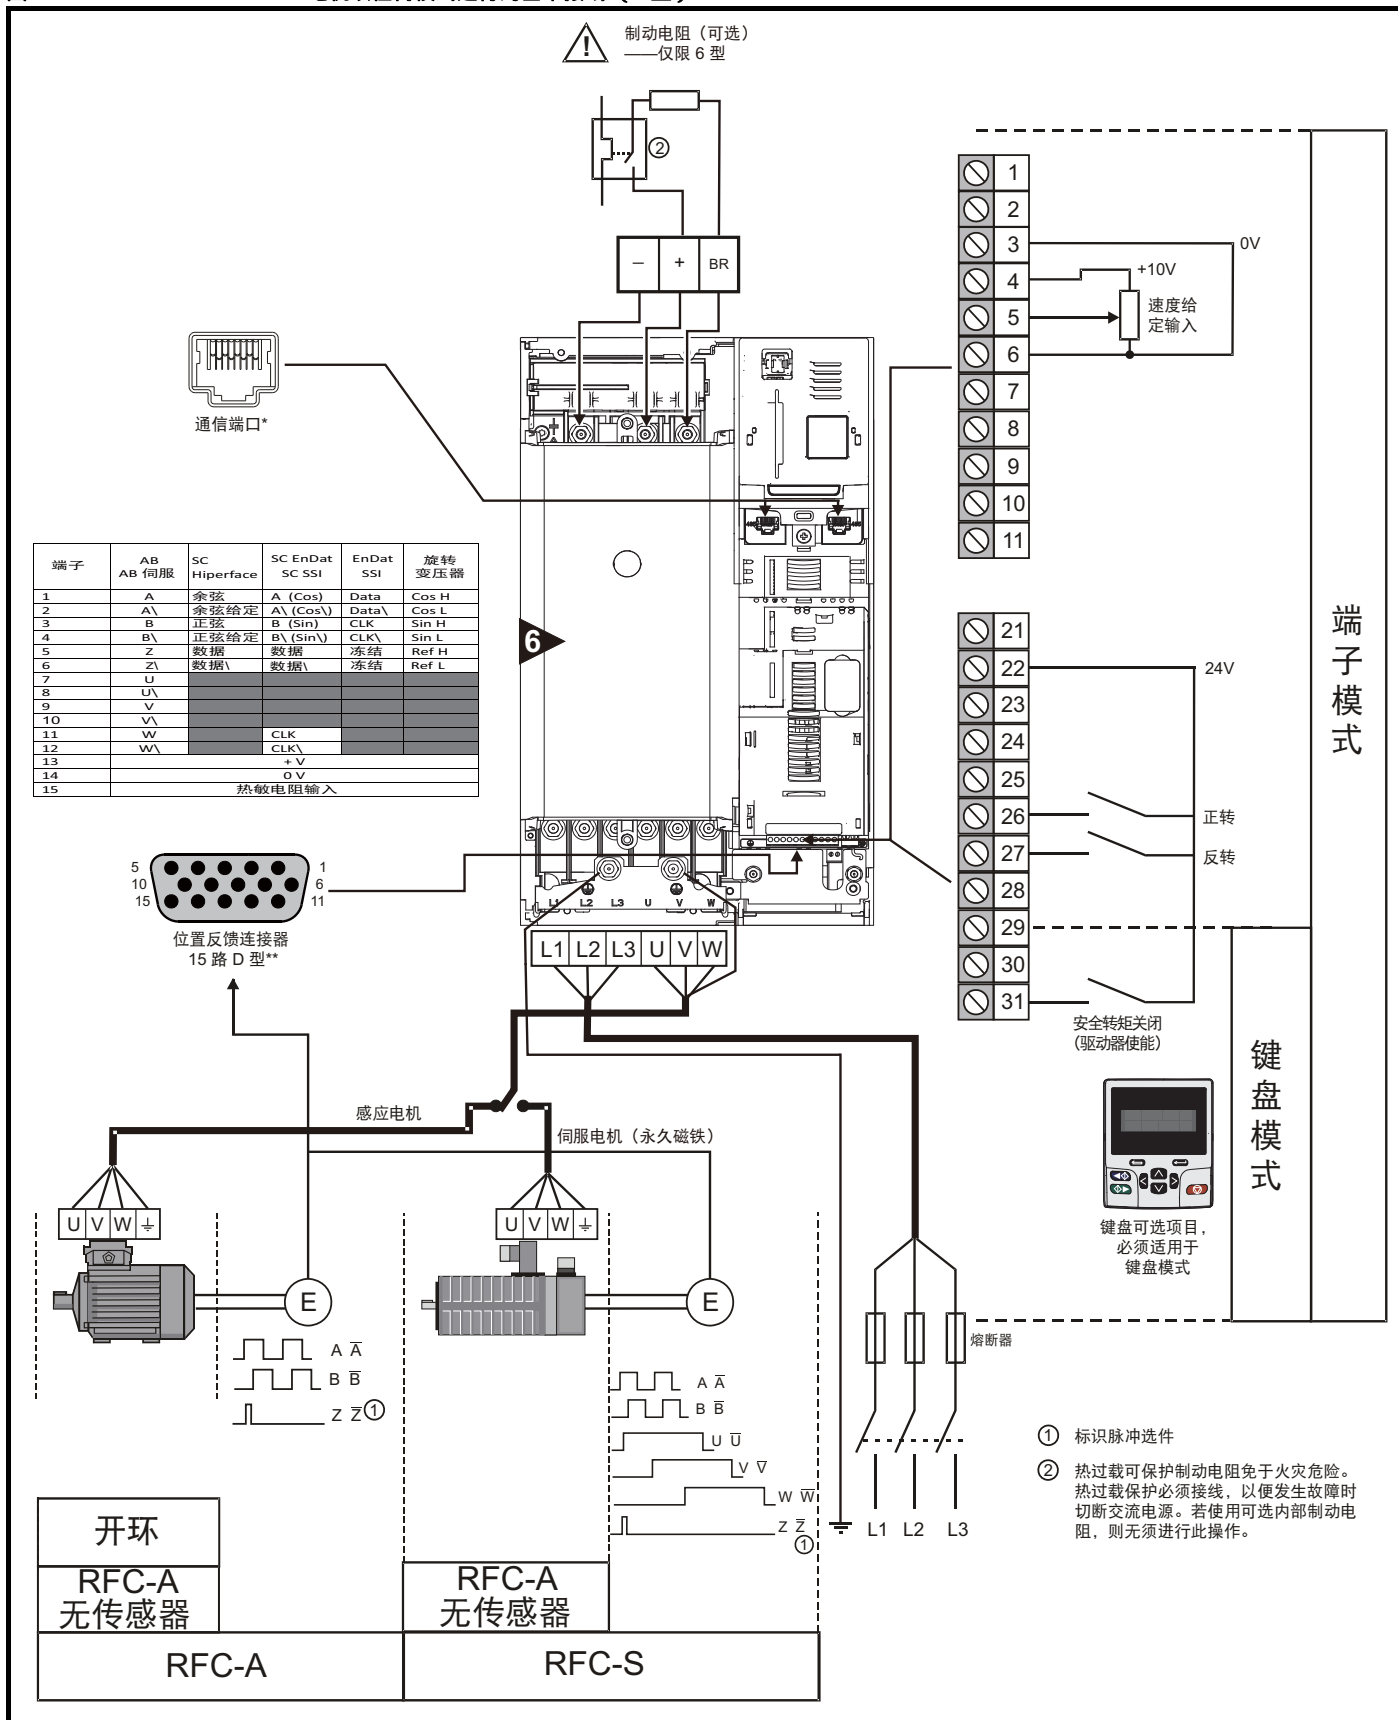 制动电阻（可选）
——仅限 6 型
2
– + BR
1
2
3
4
5
6
7
8
9
10
11
0V
+10V
速度给
定输入
通信端口*
端子 AB AB 伺服 SC Hiperface SC EnDat SC SSI EnDat SSI 旋转变压器
1 A 余弦 A (Cos) Data Cos H
2 A\ 余弦给定 A\ (Cos\) Data\ Cos L
3 B 正弦 B (Sin) CLK Sin H
4 B\ 正弦给定 B\ (Sin\) CLK\ Sin L
5 Z 数据 数据 冻结 Ref H
6 Z\ 数据\ 数据\ 冻结 Ref L
7 U
8 U\
9 V
10 V\
11 W CLK
12 W\ CLK\
13 + V
14 0 V
15 热敏电阻输入
6
21
22
23
24
25
26
27
28
29
30
31
24V
正转
反转
安全转矩关闭
（驱动器使能）
端子模式
键盘模式
键盘可选项目，
必须适用于
键盘模式
5 1
10 6
15 11
位置反馈连接器
15 路 D 型**
L1 L2 L3 U V W
L1 L2 L3 U V W
感应电机
伺服电机（永久磁铁）
U V W
U V W
E
E
A A̅
B B̅
Z Z̅ 1
A A̅
B B̅
U U̅
V V̅
W W̅
Z Z̅
1
熔断器
L1 L2 L3
① 标识脉冲选件
② 热过载可保护制动电阻免于火灾危险。
热过载保护必须接线，以便发生故障时
切断交流电源。若使用可选内部制动电
阻，则无须进行此操作。
开环
RFC-A
无传感器
RFC-A
RFC-A
无传感器
RFC-S